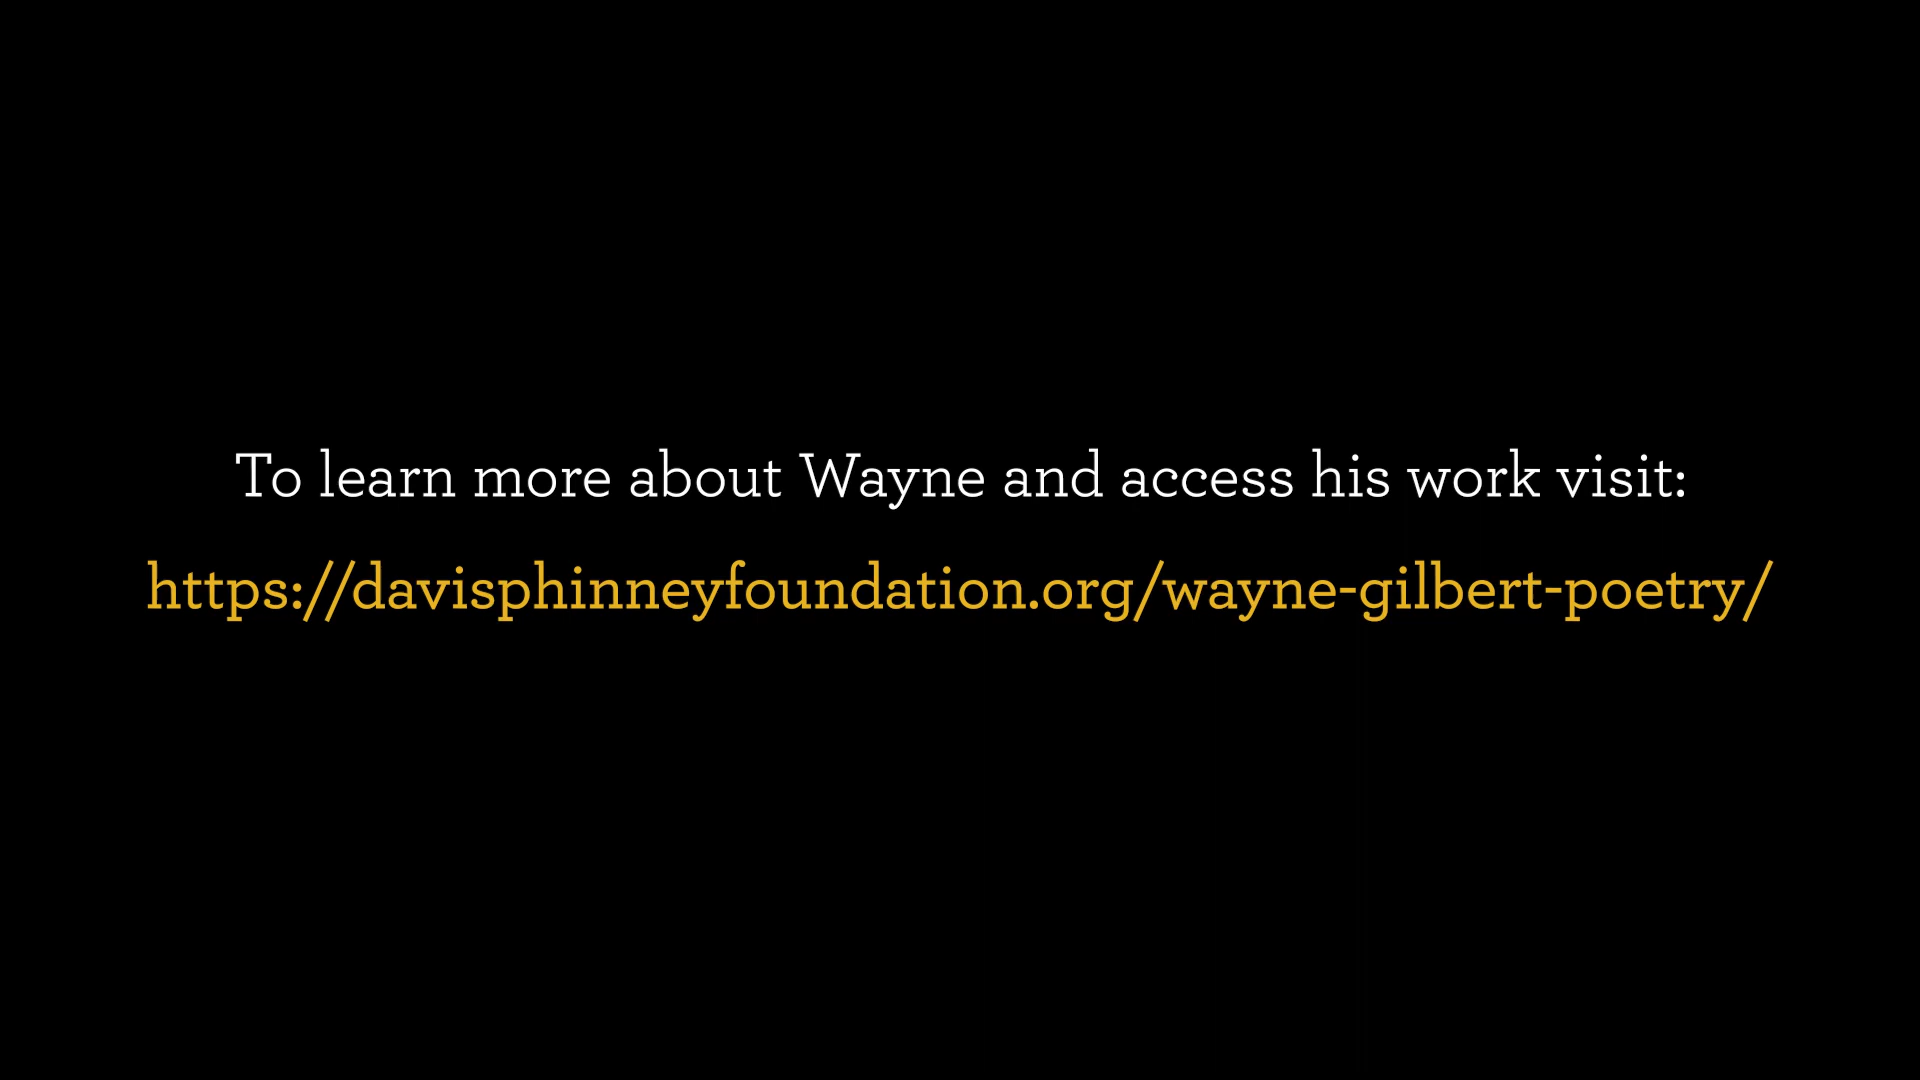 To learn more about Wayne and access his work visit:
https://davisphinneyfoundation.org/wayne-gilbert-poetry/